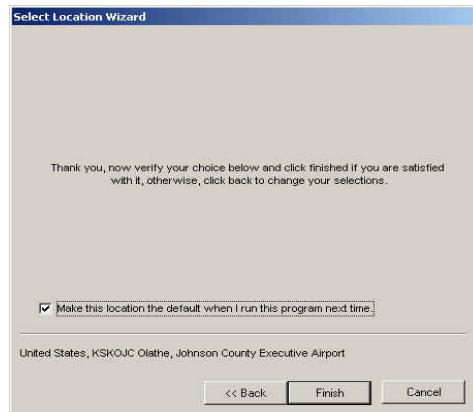 Select Location Wizard
Thank you, now verify your choice below and click finished if you are satisfied
with it, otherwise, click back to change your selections.
Make this location the default when I run this program next time.
United States, KSKOJC Olathe, Johnson County Executive Airport
<< Back
Finish
Cancel